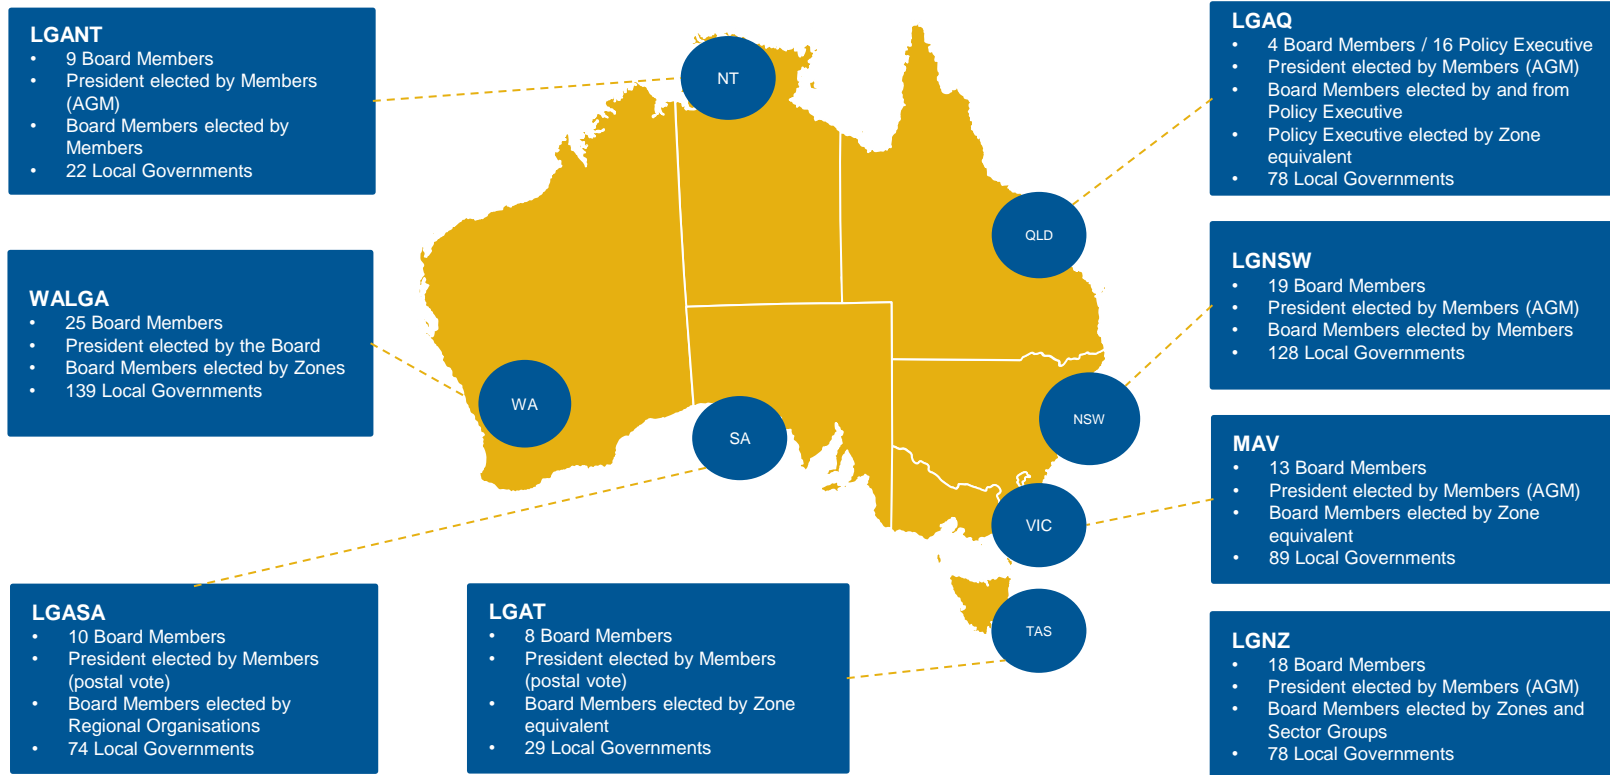 LGANT
• 9 Board Members
• President elected by Members
(AGM)
• Board Members elected by
Members
• 22 Local Governments
NT
LGAQ
• 4 Board Members / 16 Policy Executive
• President elected by Members (AGM)
• Board Members elected by and from
Policy Executive
• Policy Executive elected by Zone
equivalent
• 78 Local Governments
QLD
WALGA
• 25 Board Members
• President elected by the Board
• Board Members elected by Zones
• 139 Local Governments
WA
LGNSW
• 19 Board Members
• President elected by Members (AGM)
• Board Members elected by Members
• 128 Local Governments
NSW
SA
MAV
• 13 Board Members
• President elected by Members (AGM)
• Board Members elected by Zone
equivalent
• 89 Local Governments
VIC
LGASA
• 10 Board Members
• President elected by Members
(postal vote)
• Board Members elected by
Regional Organisations
• 74 Local Governments
LGAT
• 8 Board Members
• President elected by Members
(postal vote)
• Board Members elected by Zone
equivalent
• 29 Local Governments
TAS
LGNZ
• 18 Board Members
• President elected by Members (AGM)
• Board Members elected by Zones and
Sector Groups
• 78 Local Governments